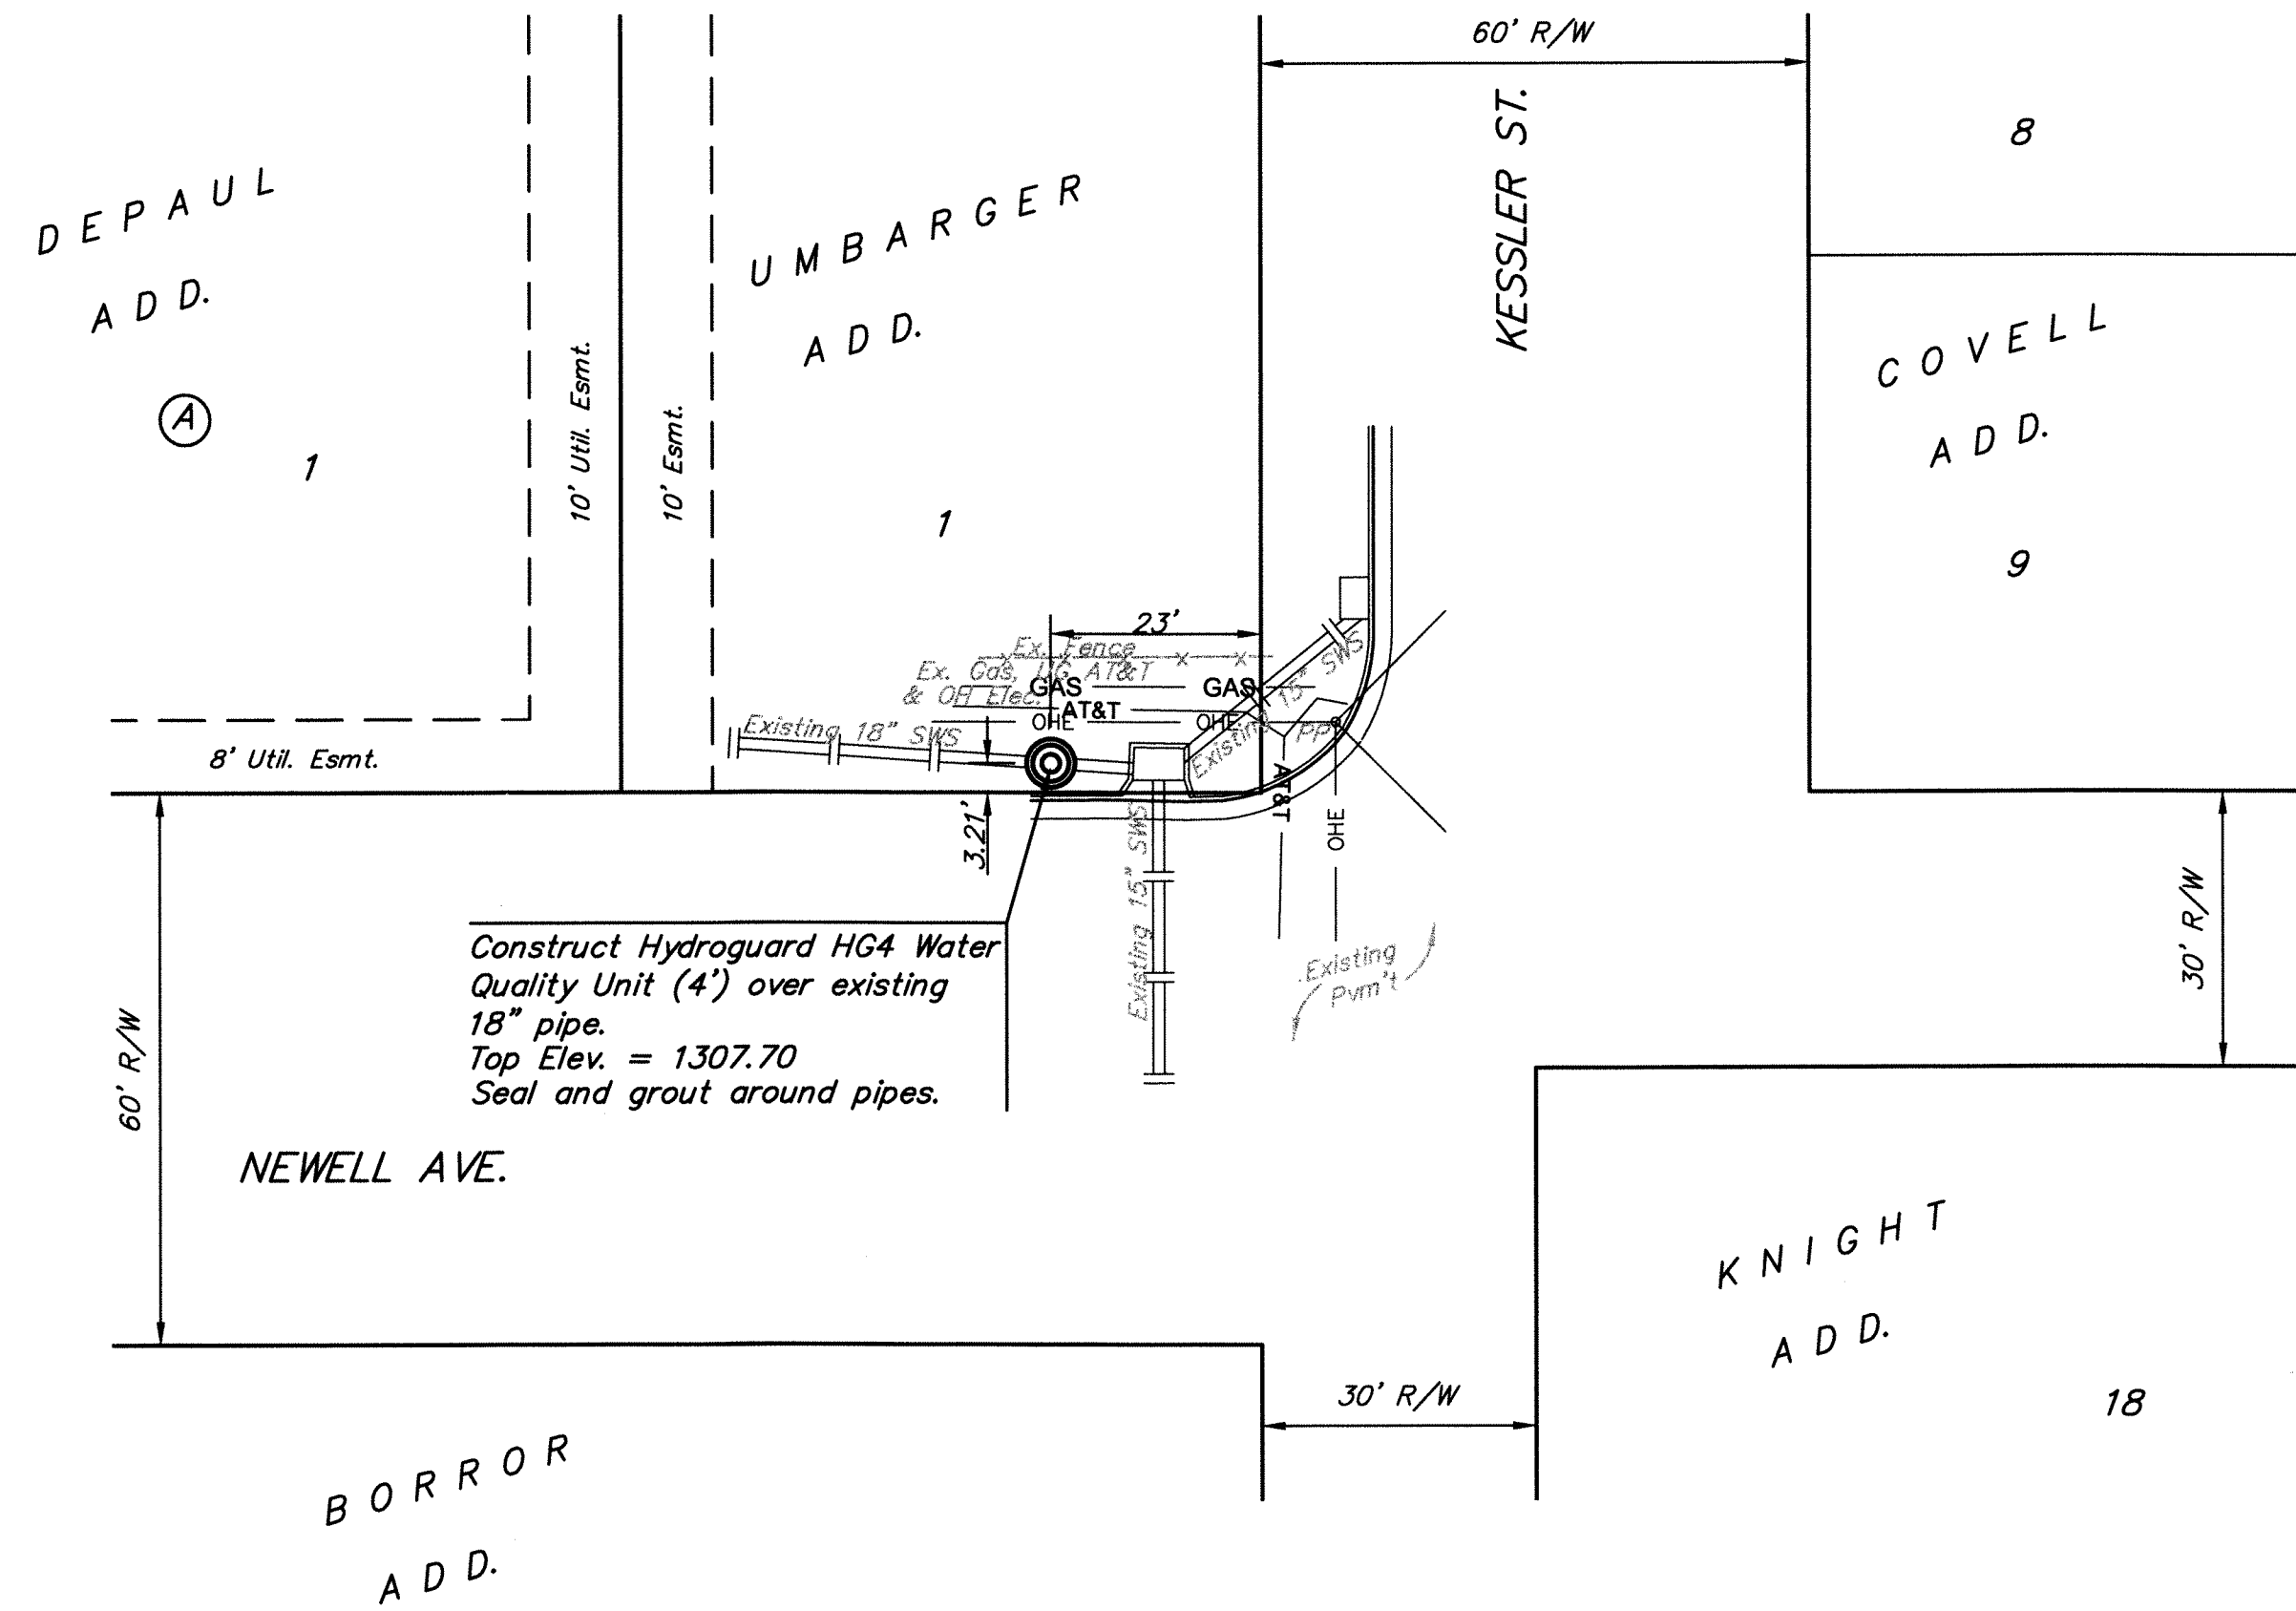 60' R/W
KESSLER ST.
8
DEPAUL
ADD.
A
1
10' Util. Esmt.
10' Esmt.
UMBARGER
ADD.
1
COVELL
ADD.
9
23'
Ex. Fence
Ex. Gas, UG AT&T
& OH Elec.
GAS
GAS
AT&T
OHE
OHE
Existing 18" SWS
Existing 15" SWS
PP
8' Util. Esmt.
AT&T
OHE
3.21'
Existing 15" SWS
Construct Hydroguard HG4 Water
Quality Unit (4') over existing
18" pipe.
Top Elev. = 1307.70
Seal and grout around pipes.
Existing
Pvm't
30' R/W
60' R/W
NEWELL AVE.
KNIGHT
ADD.
18
30' R/W
BORROR
ADD.